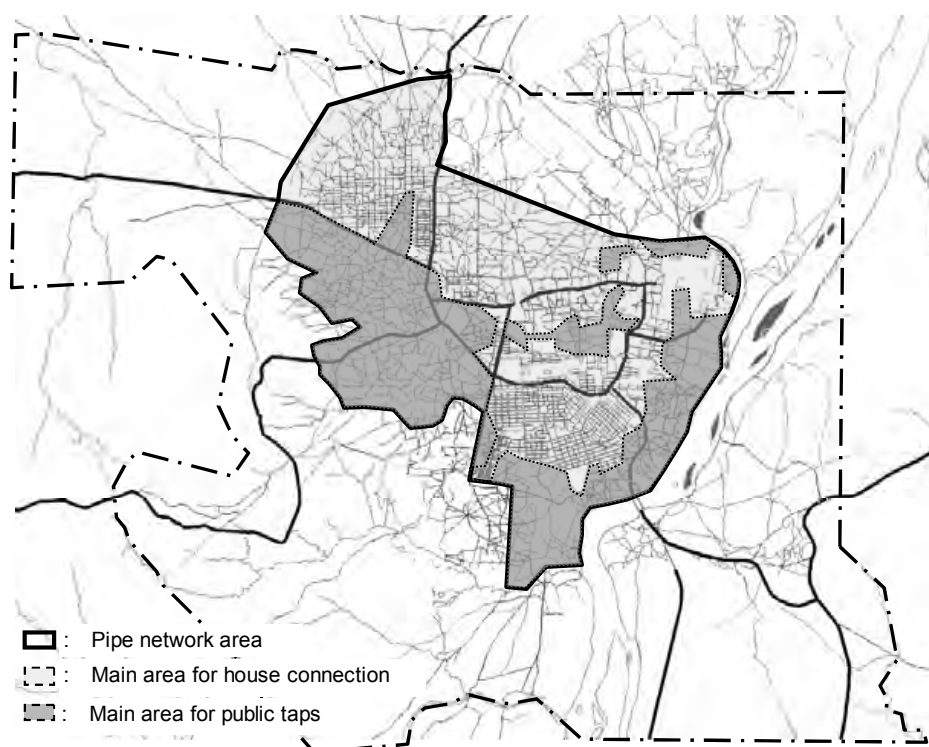 : Pipe network area
: Main area for house connection
: Main area for public taps